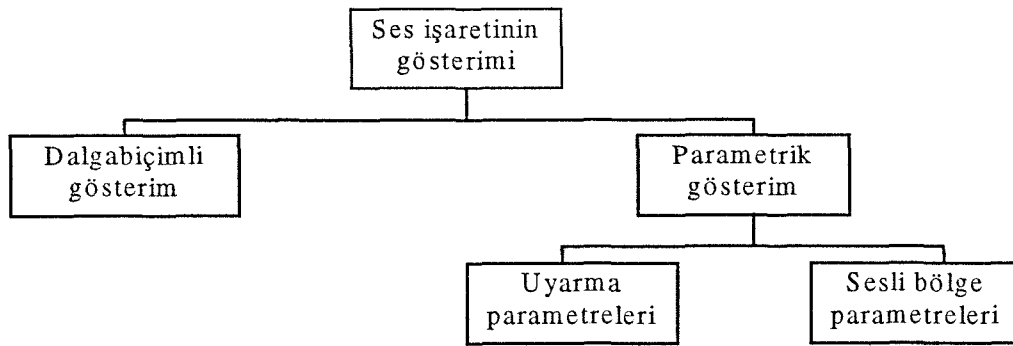 Ses işaretinin
gösterimi
Dalgabiçimli
gösterim
Parametrik
gösterim
Uyarma
parametreleri
Sesli bölge
parametreleri